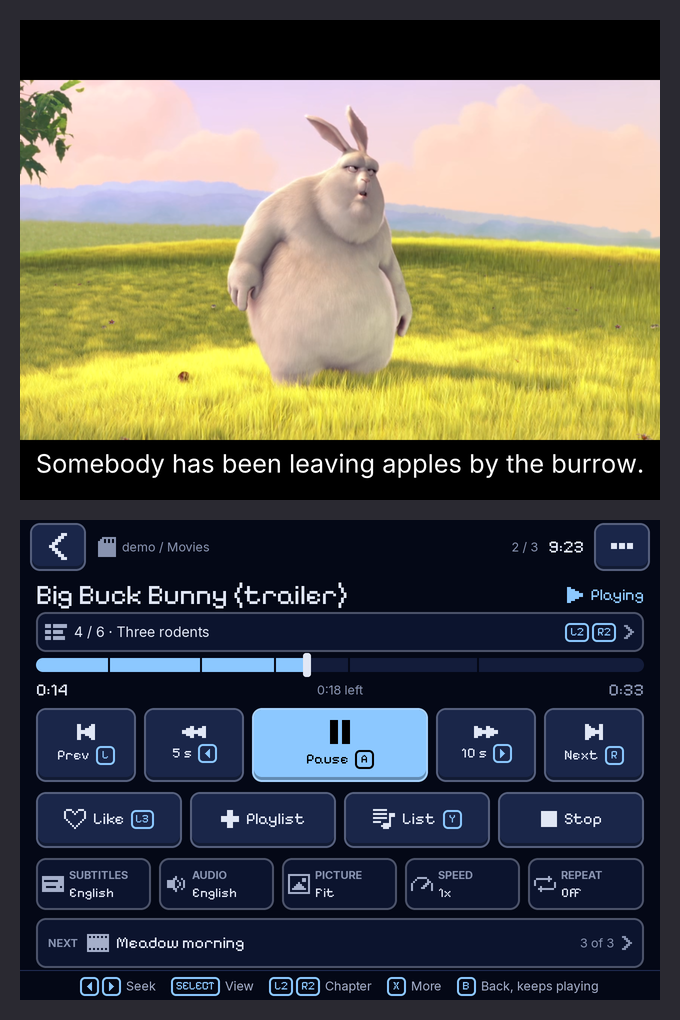 Somebody has been leaving apples by the burrow.
demo / Movies
2 / 3 9:23
Big Buck Bunny (trailer)
Playing
4 / 6 · Three rodents
L2 R2
0:14
0:18 left
0:33
Prev L
5 s
Pause A
10 s
Next R
Like L3
Playlist
List Y
Stop
SUBTITLES
English
AUDIO
English
PICTURE
Fit
SPEED
1x
REPEAT
Off
NEXT Meadow morning 3 of 3
Seek SELECT View L2 R2 Chapter X More B Back, keeps playing